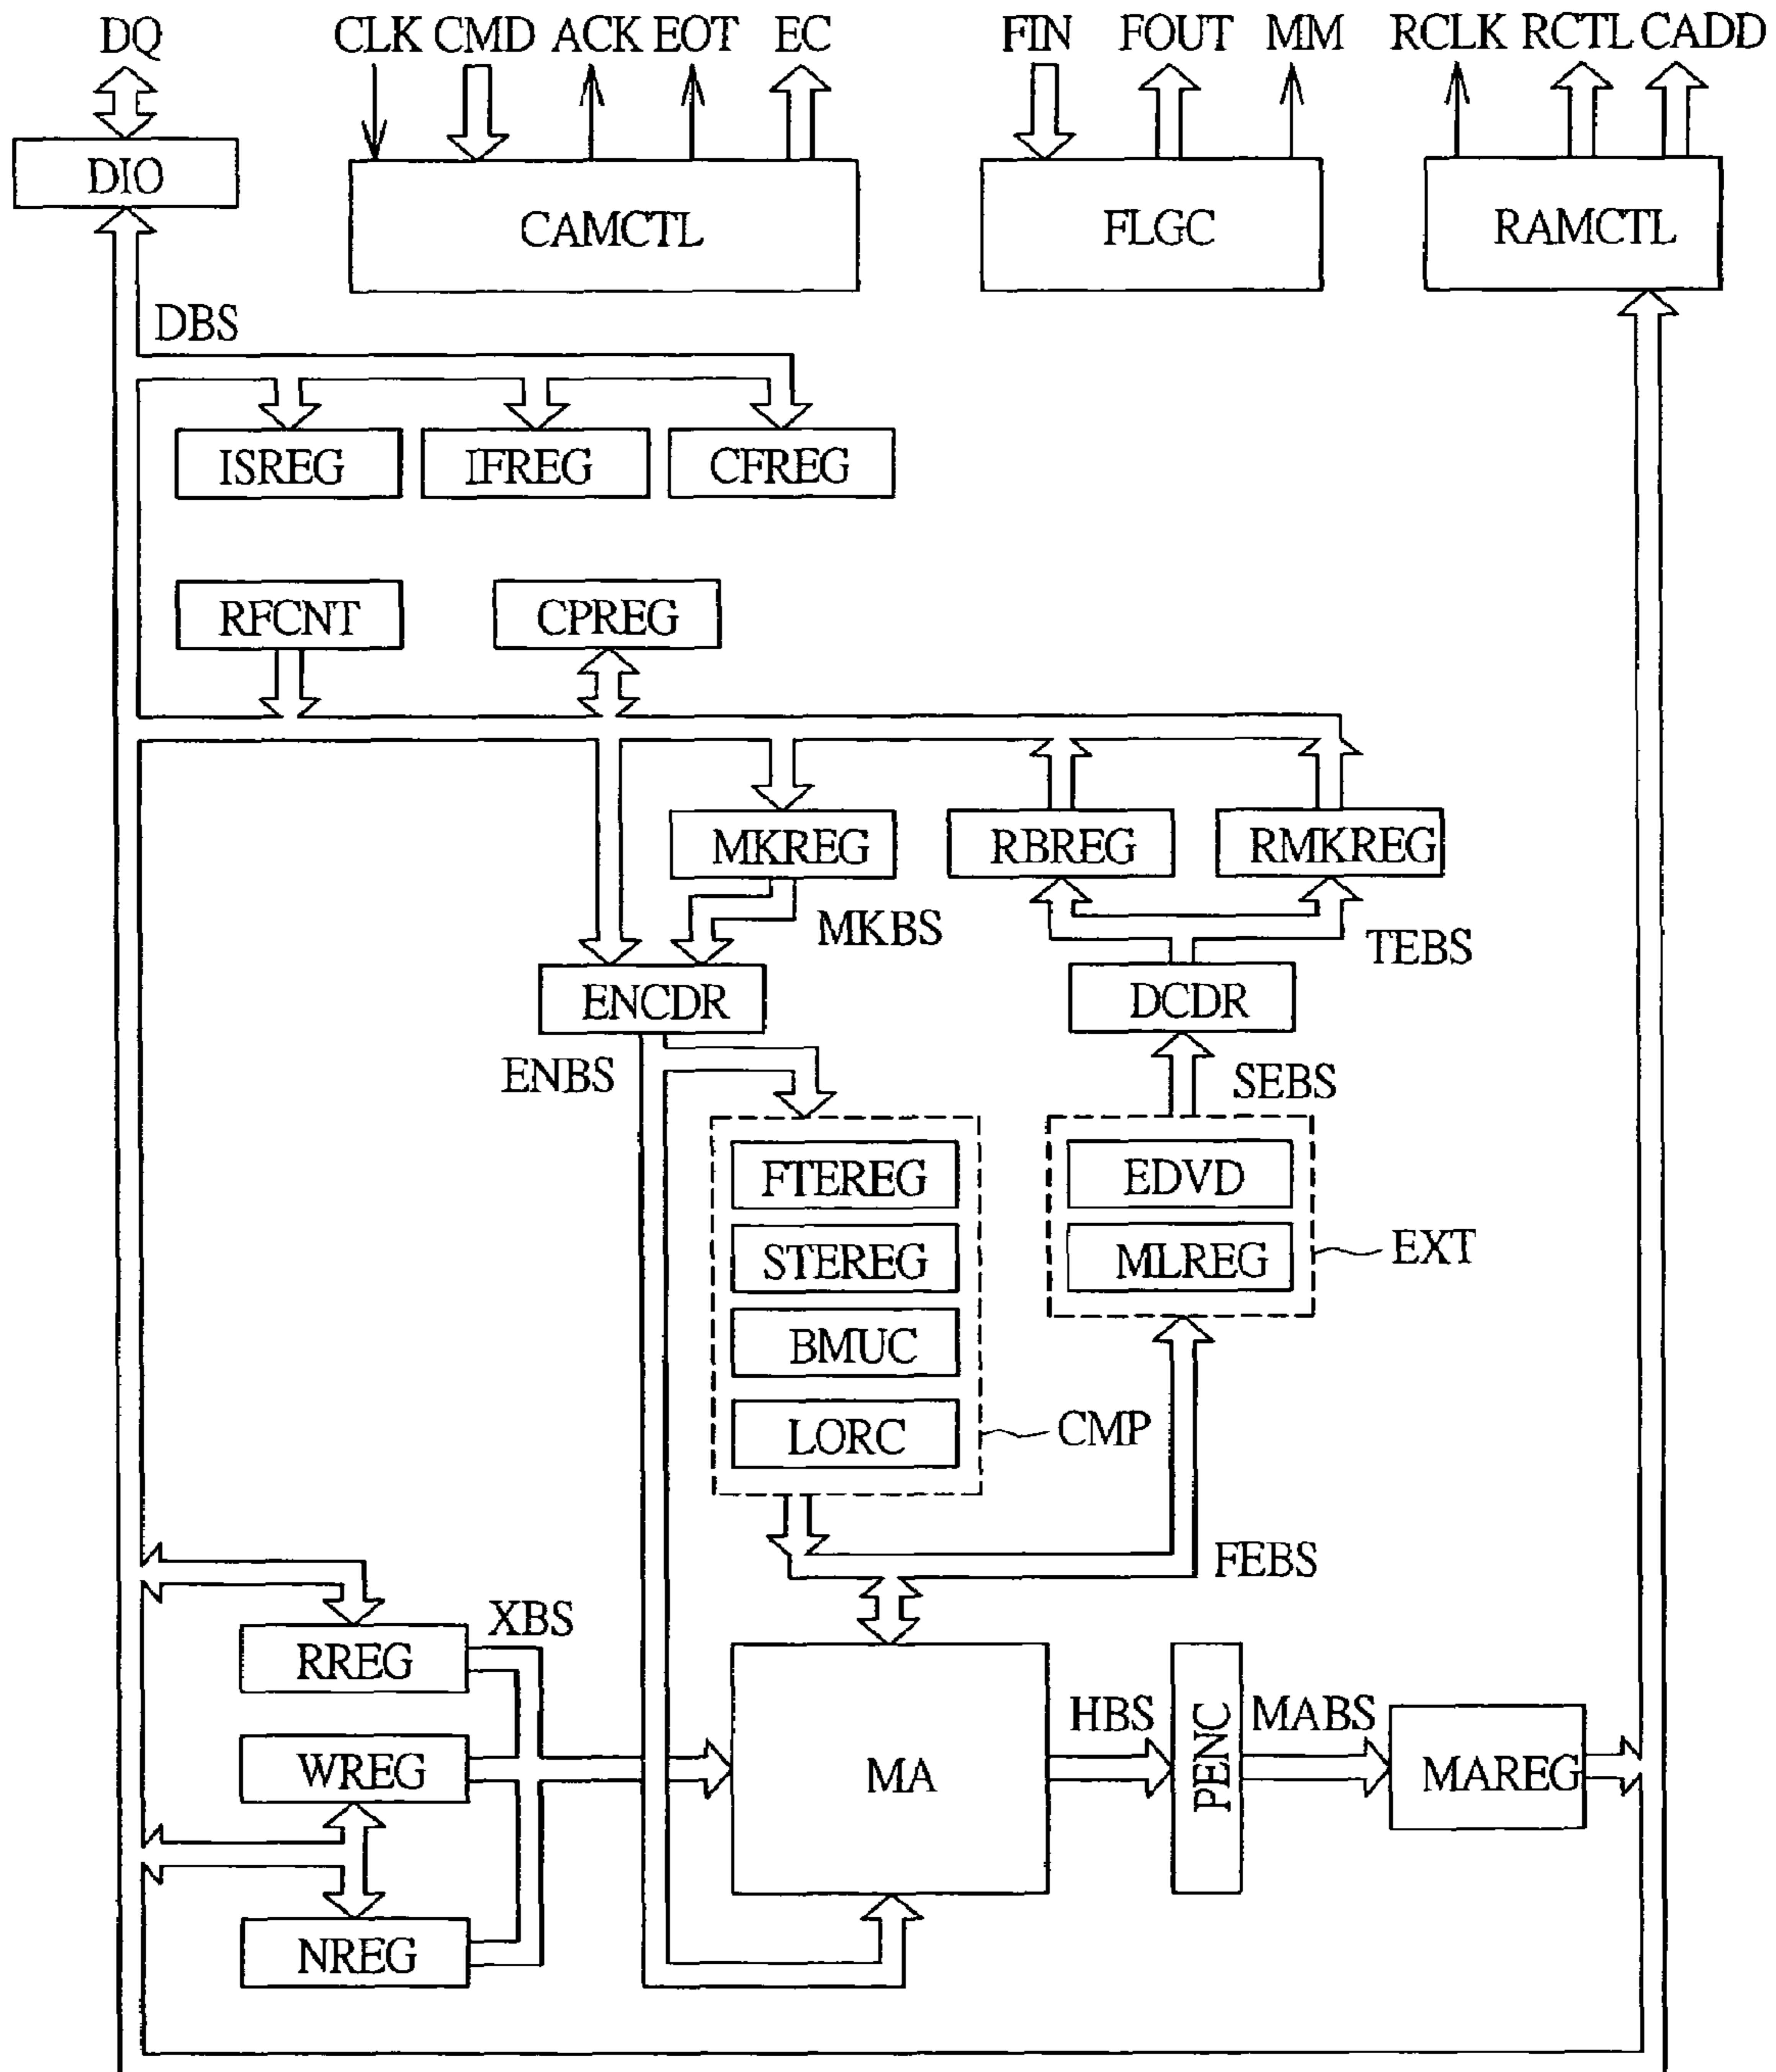 DQ CLK CMD ACK EOT EC FIN FOUT MM RCLK RCTL CADD
DIO
CAMCTL
FLGC
RAMCTL
DBS
ISREG
IFREG
CFREG
RFCNT
CPREG
MKREG
RBREG
RMKREG
MKBS
TEBS
ENCDR
DCDR
ENBS
SEBS
FTEREG
EDVD
STEREG
MLREG
EXT
BMUC
LORC
CMP
FEBS
XBS
RREG
HBS
MABS
WREG
MA
PENC
MAREG
NREG